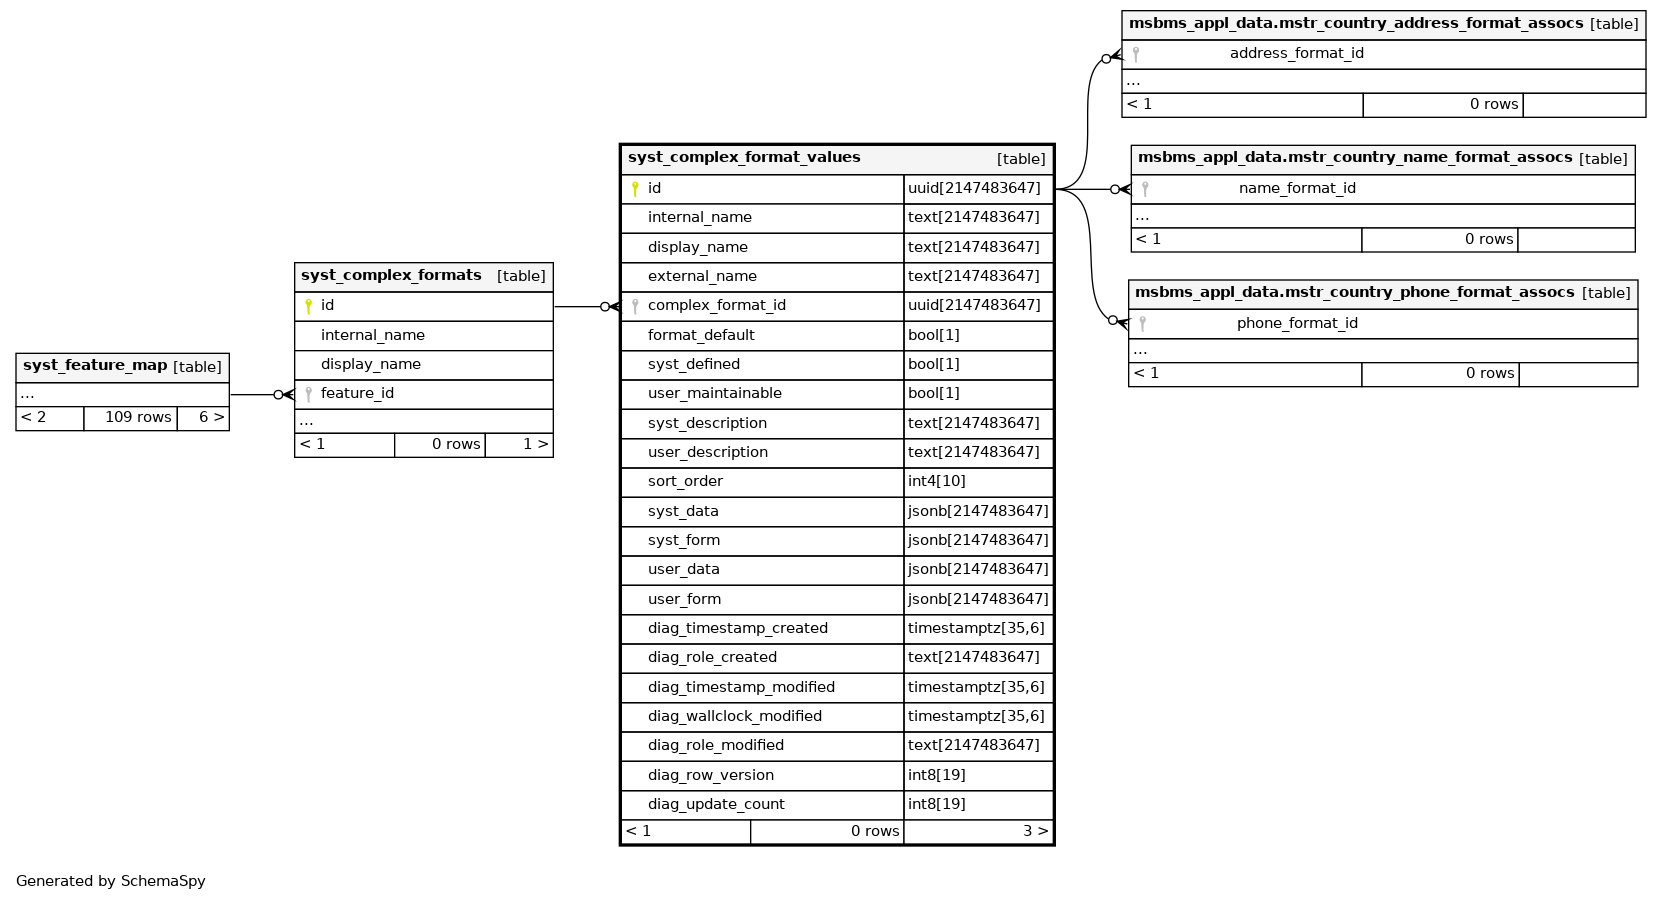 syst_feature_map [table]
...
< 2 109 rows 6 >
syst_complex_formats [table]
id
internal_name
display_name
feature_id
...
< 1 0 rows 1 >
syst_complex_format_values [table]
id uuid[2147483647]
internal_name text[2147483647]
display_name text[2147483647]
external_name text[2147483647]
complex_format_id uuid[2147483647]
format_default bool[1]
syst_defined bool[1]
user_maintainable bool[1]
syst_description text[2147483647]
user_description text[2147483647]
sort_order int4[10]
syst_data jsonb[2147483647]
syst_form jsonb[2147483647]
user_data jsonb[2147483647]
user_form jsonb[2147483647]
diag_timestamp_created timestamptz[35,6]
diag_role_created text[2147483647]
diag_timestamp_modified timestamptz[35,6]
diag_wallclock_modified timestamptz[35,6]
diag_role_modified text[2147483647]
diag_row_version int8[19]
diag_update_count int8[19]
< 1 0 rows 3 >
msbms_appl_data.mstr_country_address_format_assocs [table]
address_format_id
...
< 1 0 rows
msbms_appl_data.mstr_country_name_format_assocs [table]
name_format_id
...
< 1 0 rows
msbms_appl_data.mstr_country_phone_format_assocs [table]
phone_format_id
...
< 1 0 rows
Generated by SchemaSpy